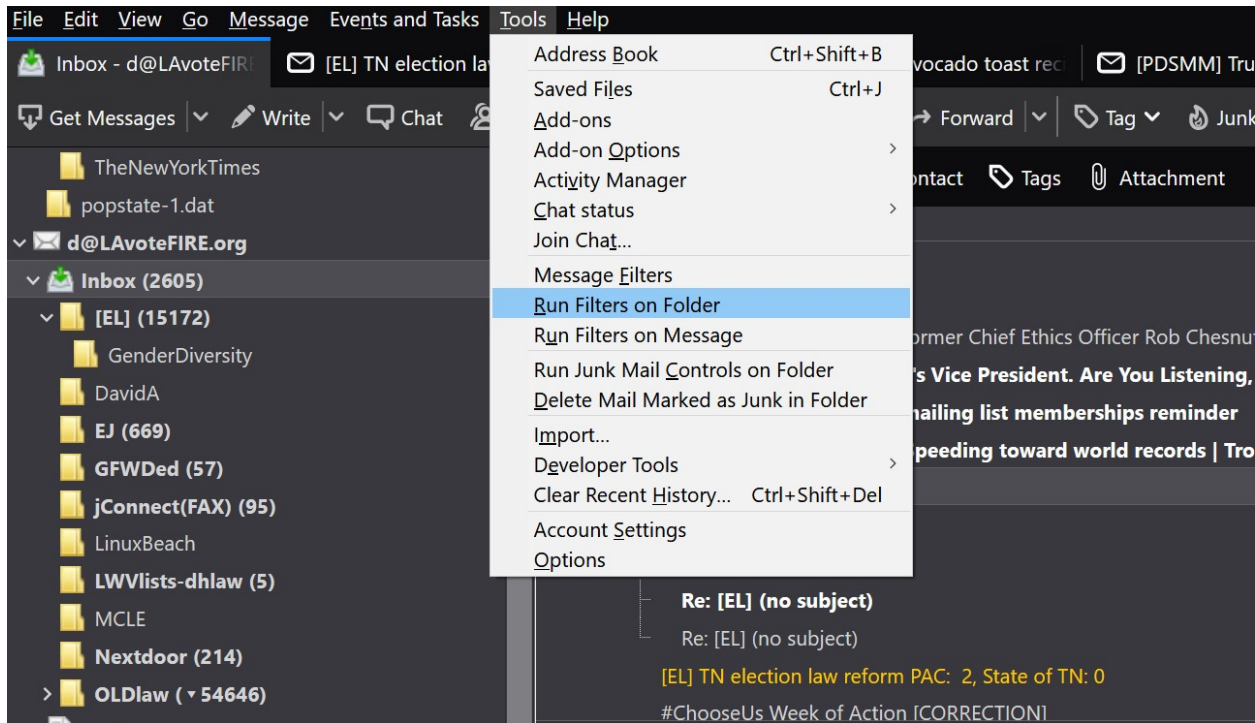 File Edit View Go Message Events and Tasks Tools Help
Inbox - d@LAvoteFIR
[EL] TN election la
vocado toast rec
[PDSMM] Tru
Get Messages
Write
Chat
Forward
Tag
Junk
Address Book Ctrl+Shift+B
Saved Files Ctrl+J
Add-ons
Add-on Options
Activity Manager
Chat status
Join Chat...
Message Filters
Run Filters on Folder
Run Filters on Message
Run Junk Mail Controls on Folder
Delete Mail Marked as Junk in Folder
Import...
Developer Tools
Clear Recent History... Ctrl+Shift+Del
Account Settings
Options
TheNewYorkTimes
popstate-1.dat
d@LAvoteFIRE.org
Inbox (2605)
[EL] (15172)
GenderDiversity
DavidA
EJ (669)
GFWDed (57)
jConnect(FAX) (95)
LinuxBeach
LWVlists-dhlaw (5)
MCLE
Nextdoor (214)
OLDlaw (▾ 54646)
ontact Tags Attachment
ormer Chief Ethics Officer Rob Chesnu
's Vice President. Are You Listening,
nailing list memberships reminder
peeding toward world records | Tro
Re: [EL] (no subject)
Re: [EL] (no subject)
[EL] TN election law reform PAC: 2, State of TN: 0
#ChooseUs Week of Action [CORRECTION]